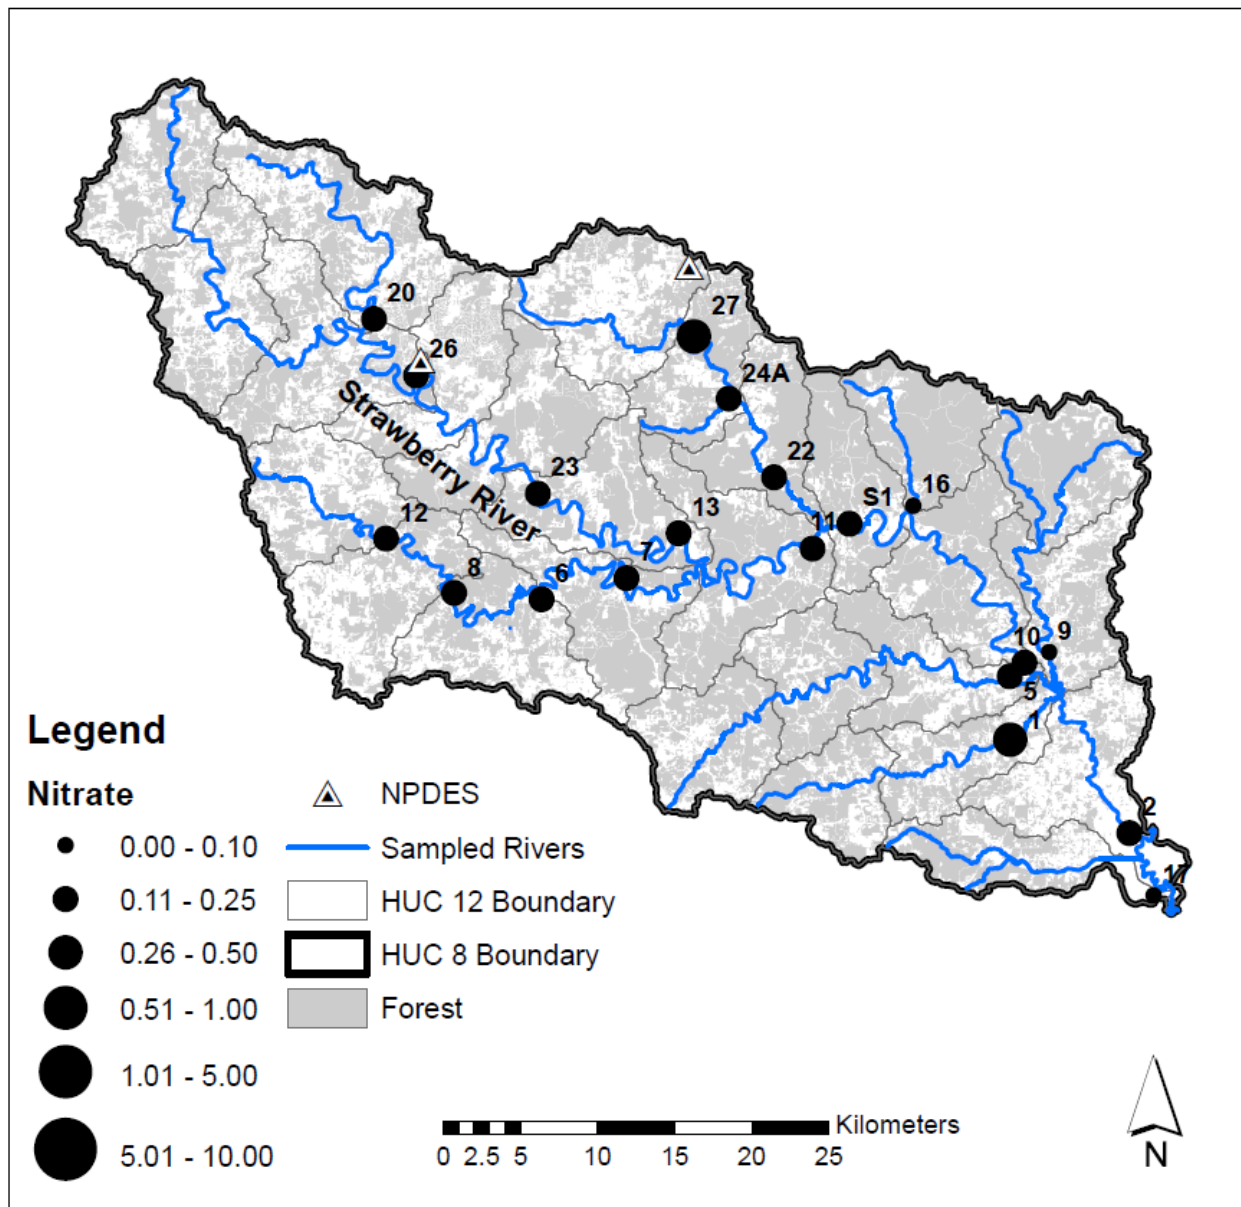 20
27
26
24A
Strawberry River
23
22
S1
16
12
13
11
7
8
6
10
9
5
1
2
17
Legend
Nitrate
0.00 - 0.10
0.11 - 0.25
0.26 - 0.50
0.51 - 1.00
1.01 - 5.00
5.01 - 10.00
NPDES
Sampled Rivers
HUC 12 Boundary
HUC 8 Boundary
Forest
Kilometers
0 2.5 5 10 15 20 25
N